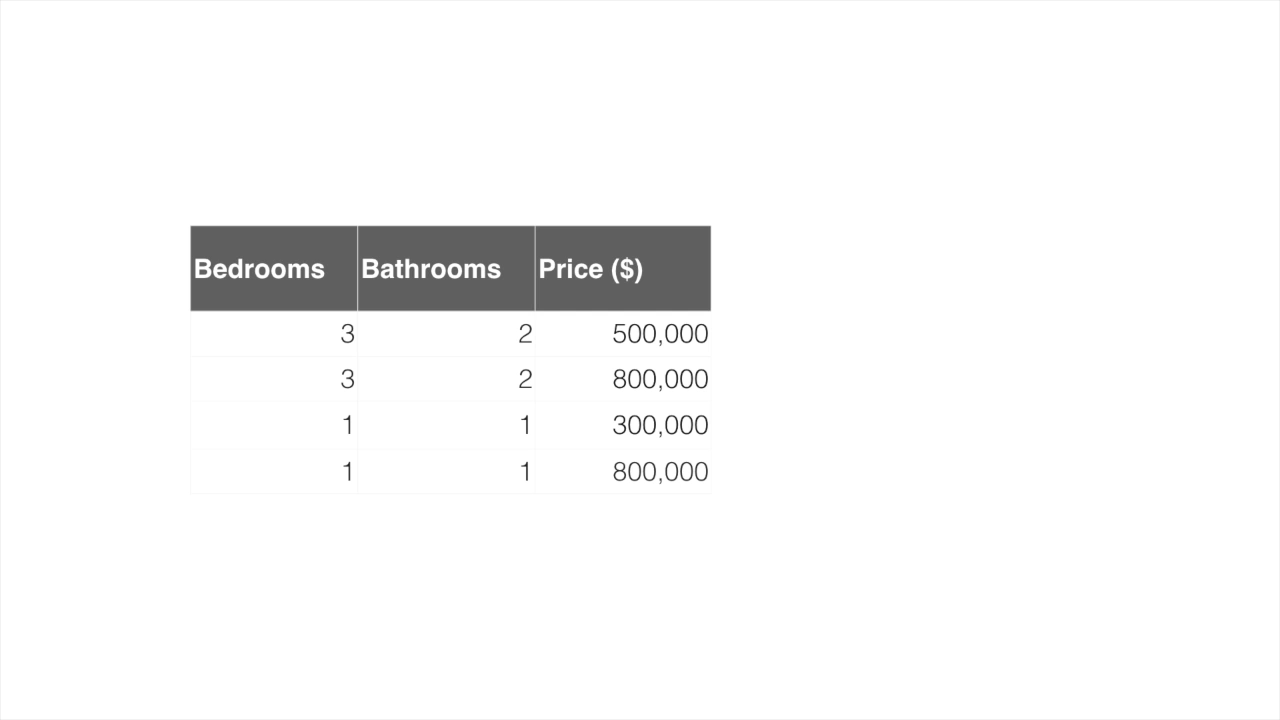 Bedrooms Bathrooms Price ($)
3 2 500,000
3 2 800,000
1 1 300,000
1 1 800,000